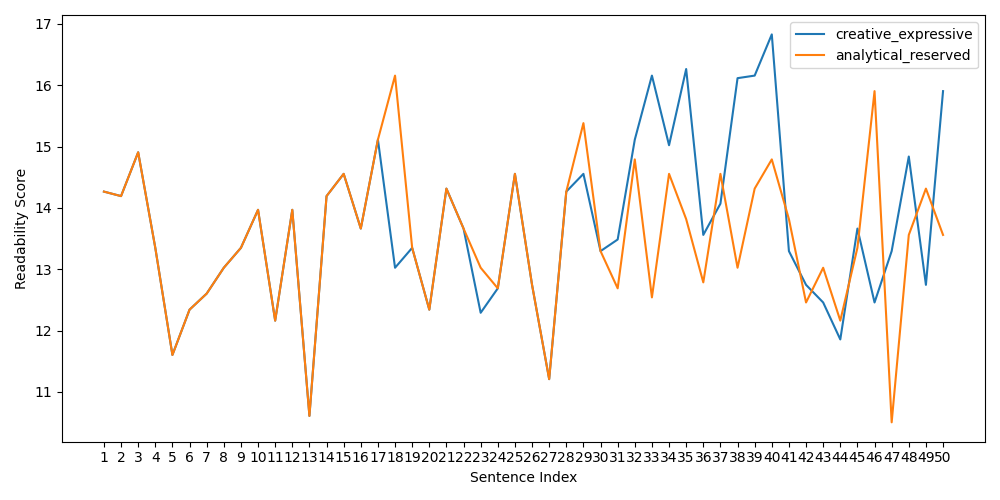 creative_expressive
analytical_reserved
17
16
15
14
13
12
11
Readability Score
1 2 3 4 5 6 7 8 9 10 11 12 13 14 15 16 17 18 19 20 21 22 23 24 25 26 27 28 29 30 31 32 33 34 35 36 37 38 39 40 41 42 43 44 45 46 47 48 49 50
Sentence Index